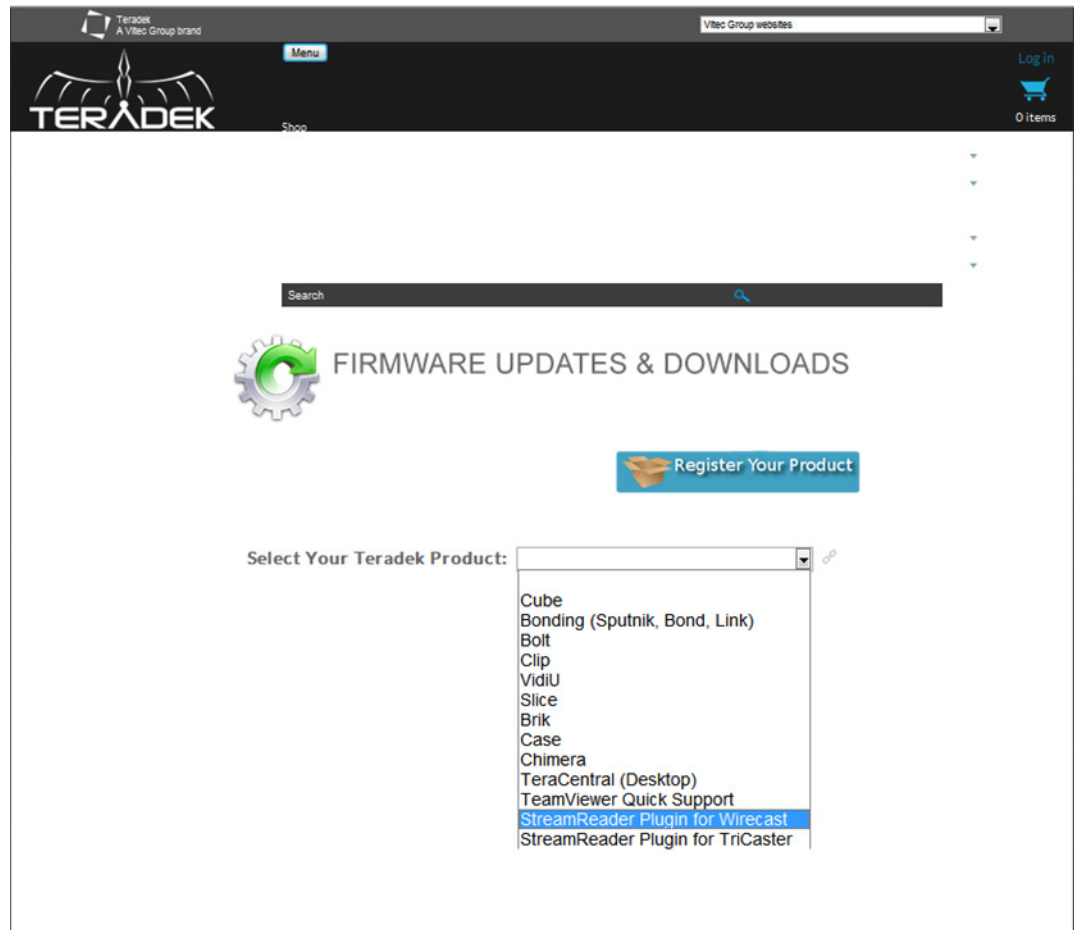 Teradek
A Vitec Group brand
Vitec Group websites
Menu
Log in
TERADEK
0 items
Shop
Search
FIRMWARE UPDATES & DOWNLOADS
Register Your Product
Select Your Teradek Product:
Cube
Bonding (Sputnik, Bond, Link)
Bolt
Clip
VidiU
Slice
Brik
Case
Chimera
TeraCentral (Desktop)
TeamViewer Quick Support
StreamReader Plugin for Wirecast
StreamReader Plugin for TriCaster